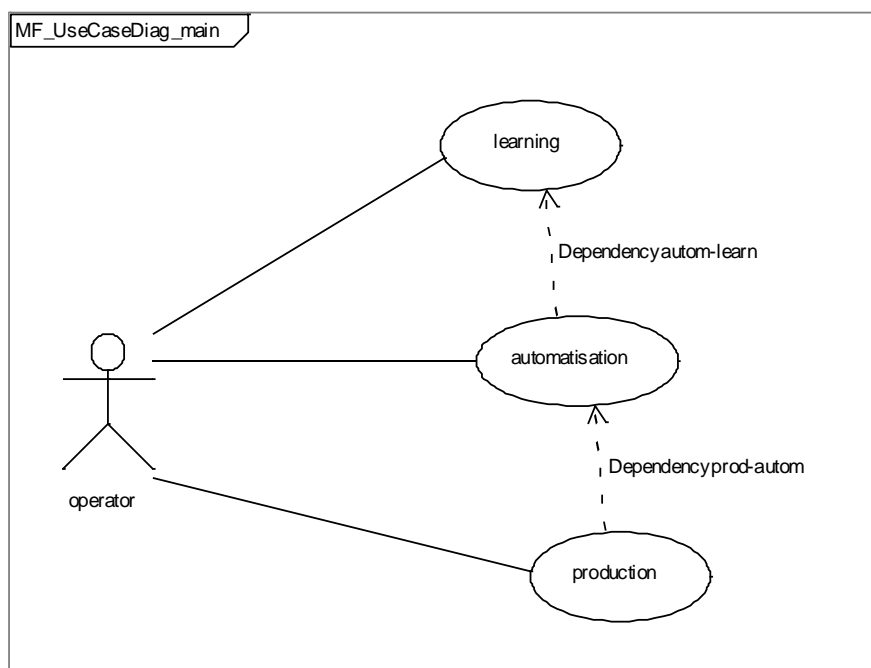 MF_UseCaseDiag_main
learning
Dependencyautom-learn
automatisation
Dependencyprod-autom
operator
production